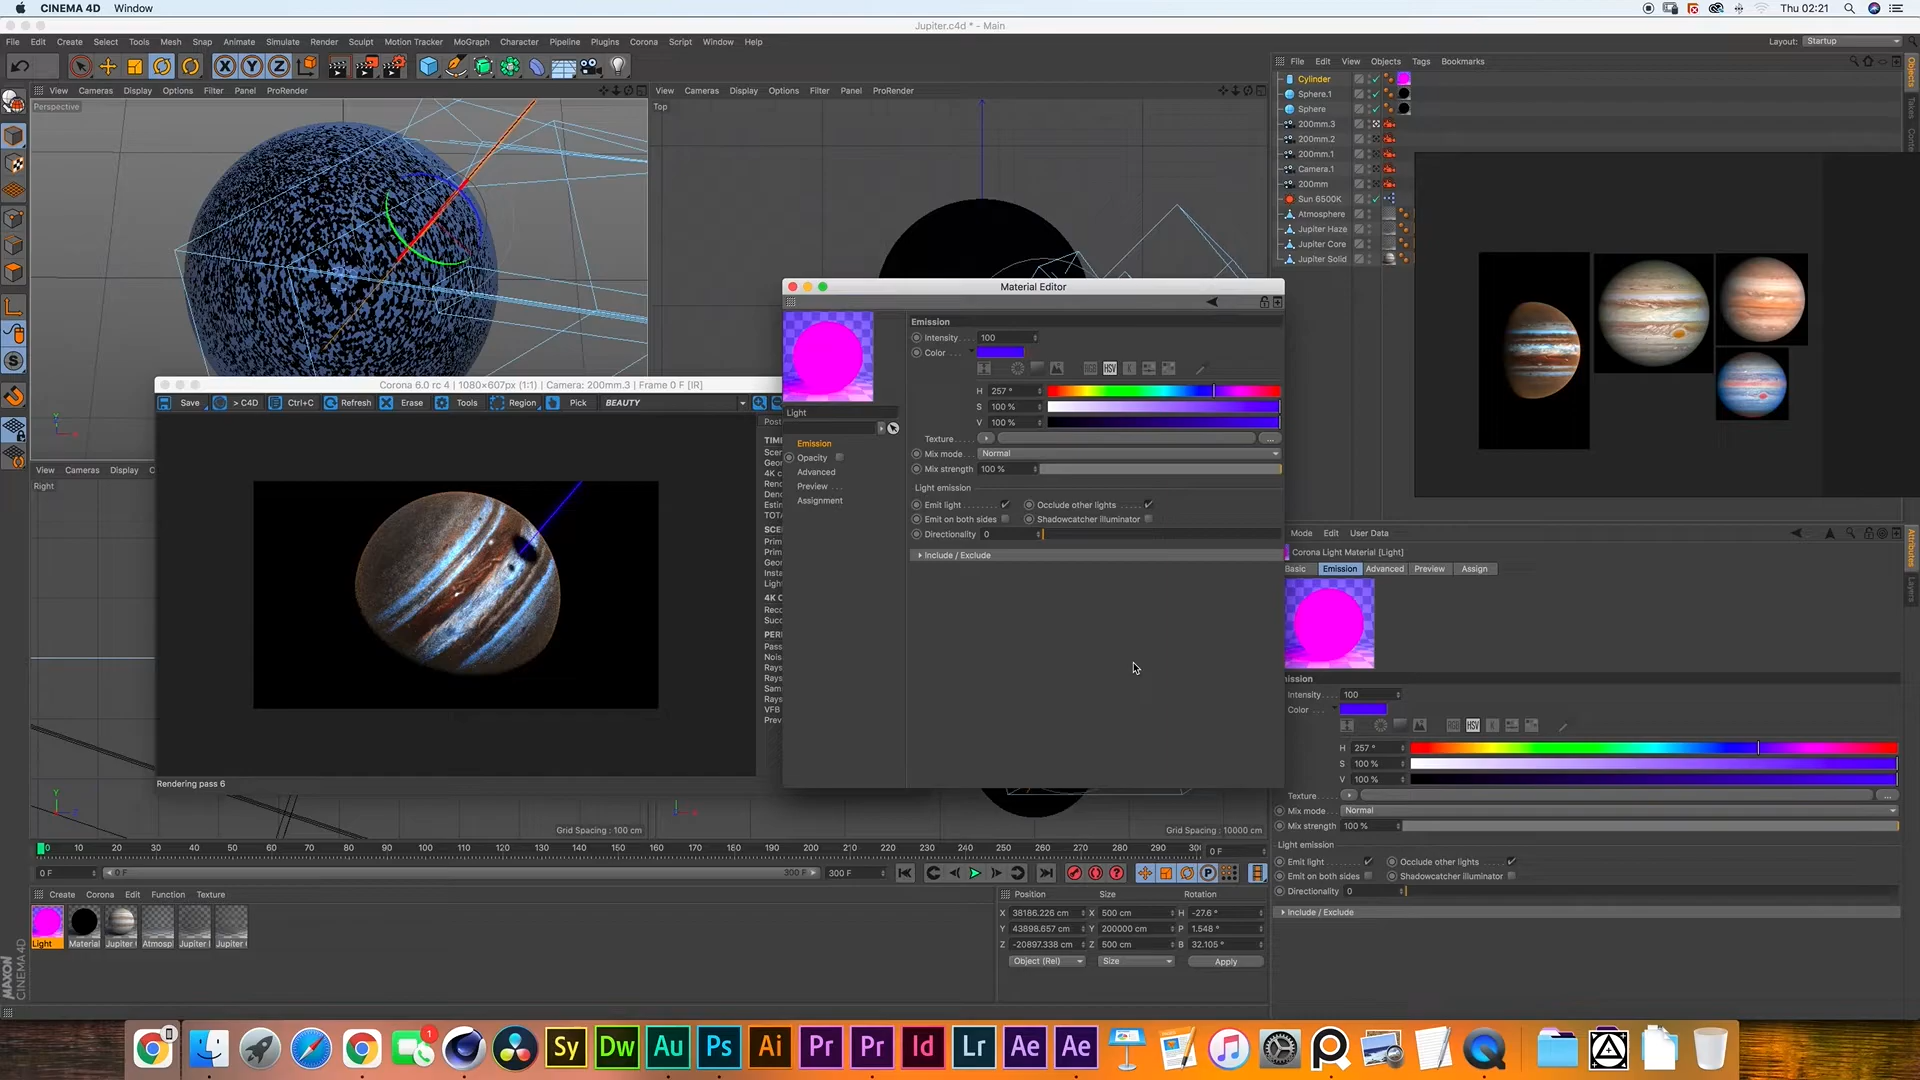 CINEMA 4D Window
Thu 02:21
Jupiter.c4d * - Main
File Edit Create Select Tools Mesh Snap Animate Simulate Render Sculpt Motion Tracker MoGraph Character Pipeline Plugins Corona Script Window Help
Layout: Startup
View Cameras Display Options Filter Panel ProRender
Perspective
View Cameras Display Options Filter Panel ProRender
Top
File Edit View Objects Tags Bookmarks
Cylinder
Sphere.1
Sphere
200mm.3
200mm.2
200mm.1
Camera.1
200mm
Sun 6500K
Atmosphere
Jupiter Haze
Jupiter Core
Jupiter Solid
Objects
Takes
Material Editor
Light
Emission
Opacity
Advanced
Preview
Assignment
Emission
Intensity 100
Color
H 257 °
S 100 %
V 100 %
Texture
Mix mode Normal
Mix strength 100 %
Light emission
Emit light Occlude other lights
Emit on both sides Shadowcatcher illuminator
Directionality 0
Include / Exclude
Corona 6.0 rc 4 | 1080×607px (1:1) | Camera: 200mm.3 | Frame 0 F [IR]
Save > C4D Ctrl+C Refresh Erase Tools Region Pick BEAUTY
Rendering pass 6
View Cameras Display
Right
Grid Spacing : 100 cm
Grid Spacing : 10000 cm
Mode Edit User Data
Corona Light Material [Light]
Basic Emission Advanced Preview Assign
Intensity 100
Color
H 257 °
S 100 %
V 100 %
Texture
Mix mode Normal
Mix strength 100 %
Light emission
Emit light Occlude other lights
Emit on both sides Shadowcatcher illuminator
Directionality 0
Include / Exclude
Attributes
Layers
0 10 20 30 40 50 60 70 80 90 100 110 120 130 140 150 160 170 180 190 200 210 220 230 240 250 260 270 280 290 30
0 F
0 F 0 F 300 F 300 F
Create Corona Edit Function Texture
Light Material Jupiter Atmosp Jupiter Jupiter
Position Size Rotation
X 38186.226 cm X 500 cm H -27.6 °
Y 43898.657 cm Y 200000 cm P 1.548 °
Z -20897.338 cm Z 500 cm B 32.105 °
Object (Rel) Size Apply
MAXON CINEMA 4D
1
Sy Dw Au Ps Ai Pr Pr Id Lr Ae Ae